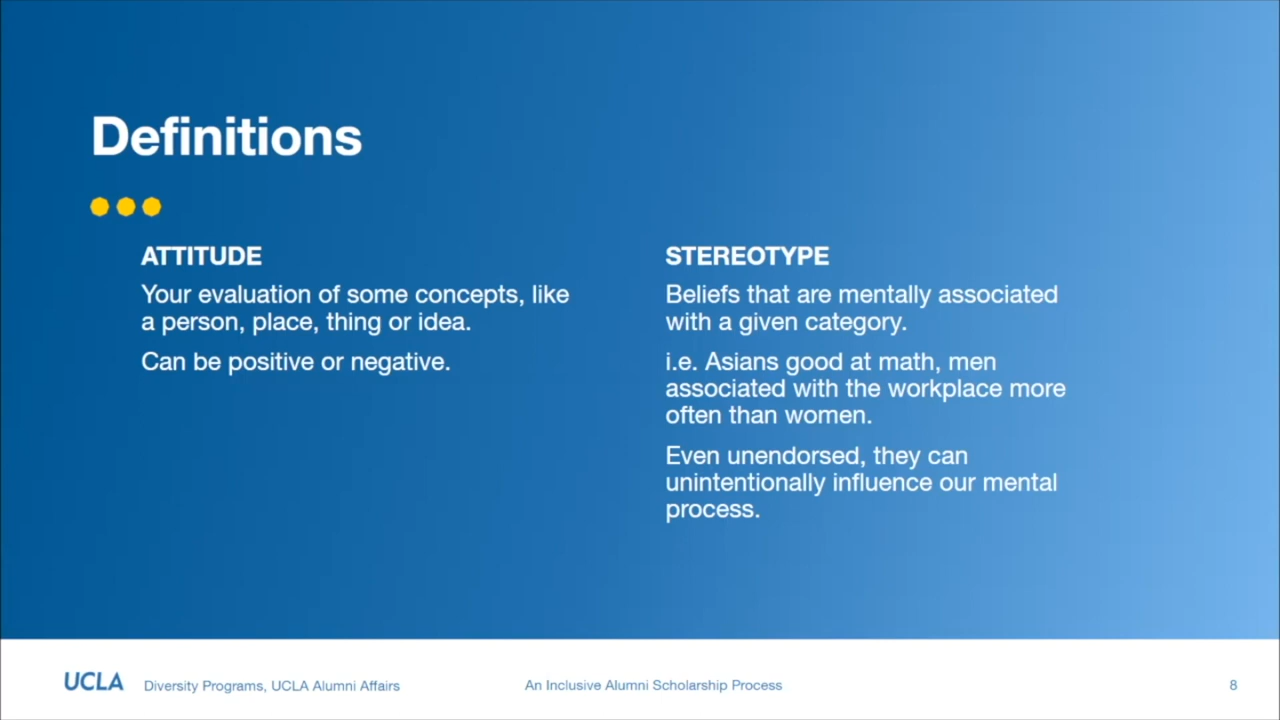 Definitions
ATTITUDE
Your evaluation of some concepts, like
a person, place, thing or idea.
Can be positive or negative.
STEREOTYPE
Beliefs that are mentally associated
with a given category.
i.e. Asians good at math, men
associated with the workplace more
often than women.
Even unendorsed, they can
unintentionally influence our mental
process.
UCLA Diversity Programs, UCLA Alumni Affairs An Inclusive Alumni Scholarship Process 8